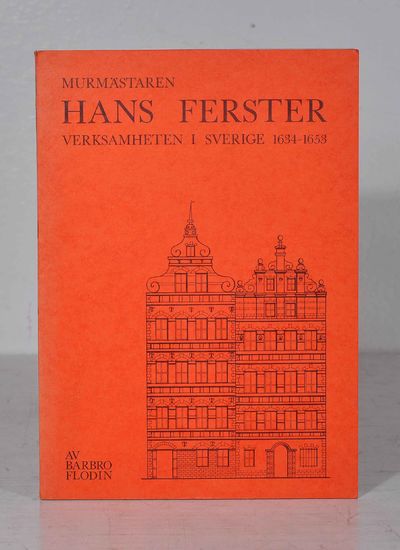 MURMÄSTAREN
HANS FERSTER
VERKSAMHETEN I SVERIGE 1634-1653
AV
BARBRO
FLODIN